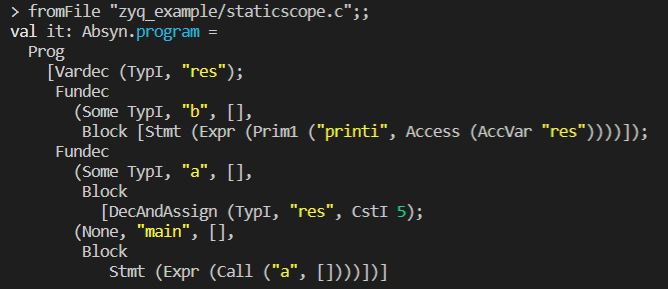 > fromFile "zyq_example/staticscope.c";;
val it: Absyn.program =
  Prog
    [Vardec (TypI, "res");
     Fundec
       (Some TypI, "b", [],
        Block [Stmt (Expr (Prim1 ("printi", Access (AccVar "res"))))]);
     Fundec
       (Some TypI, "a", [],
        Block
          [DecAndAssign (TypI, "res", CstI 5);
       (None, "main", [],
        Block
           Stmt (Expr (Call ("a", [])))])]